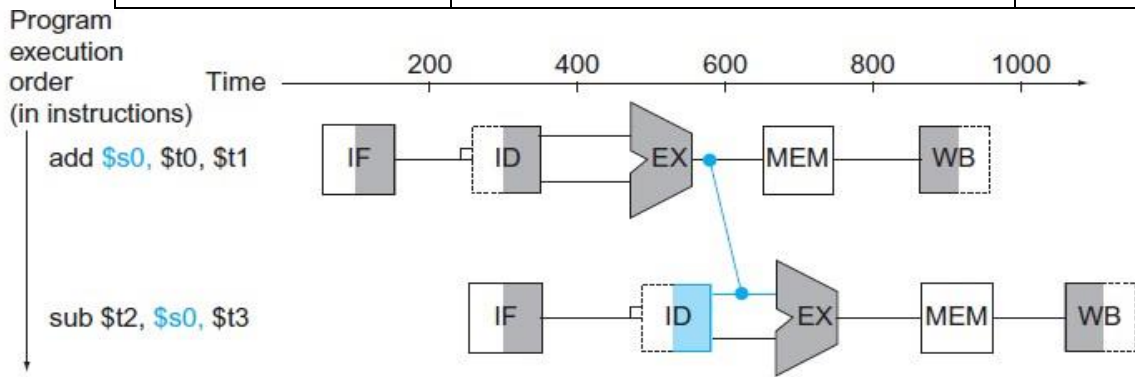 Program
execution
order
(in instructions)
Time
200 400 600 800 1000
add $s0, $t0, $t1
IF ID EX MEM WB
sub $t2, $s0, $t3
IF ID EX MEM WB